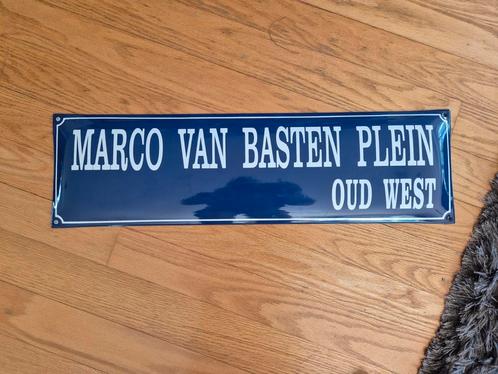 MARCO VAN BASTEN PLEIN
OUD WEST